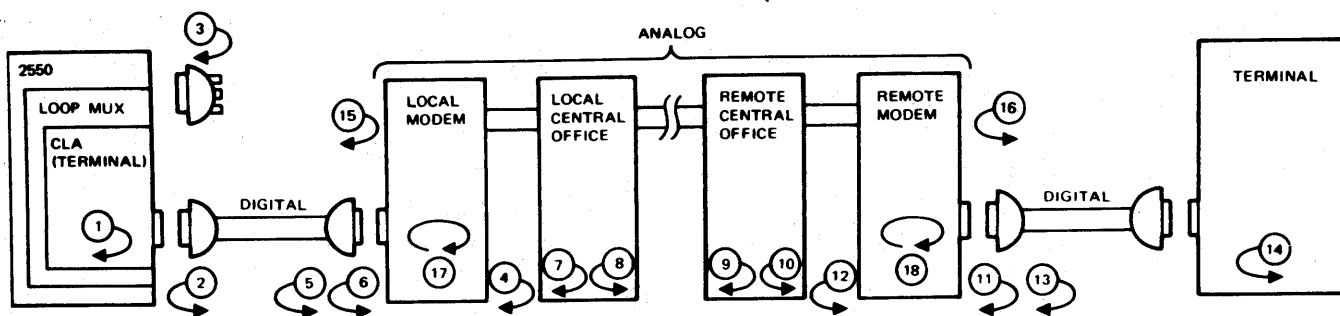 ANALOG
3
2550
LOOP MUX
CLA
(TERMINAL)
1
2
DIGITAL
5
6
15
LOCAL
MODEM
17
4
LOCAL
CENTRAL
OFFICE
7
8
REMOTE
CENTRAL
OFFICE
9
10
12
REMOTE
MODEM
18
16
11
13
DIGITAL
TERMINAL
14